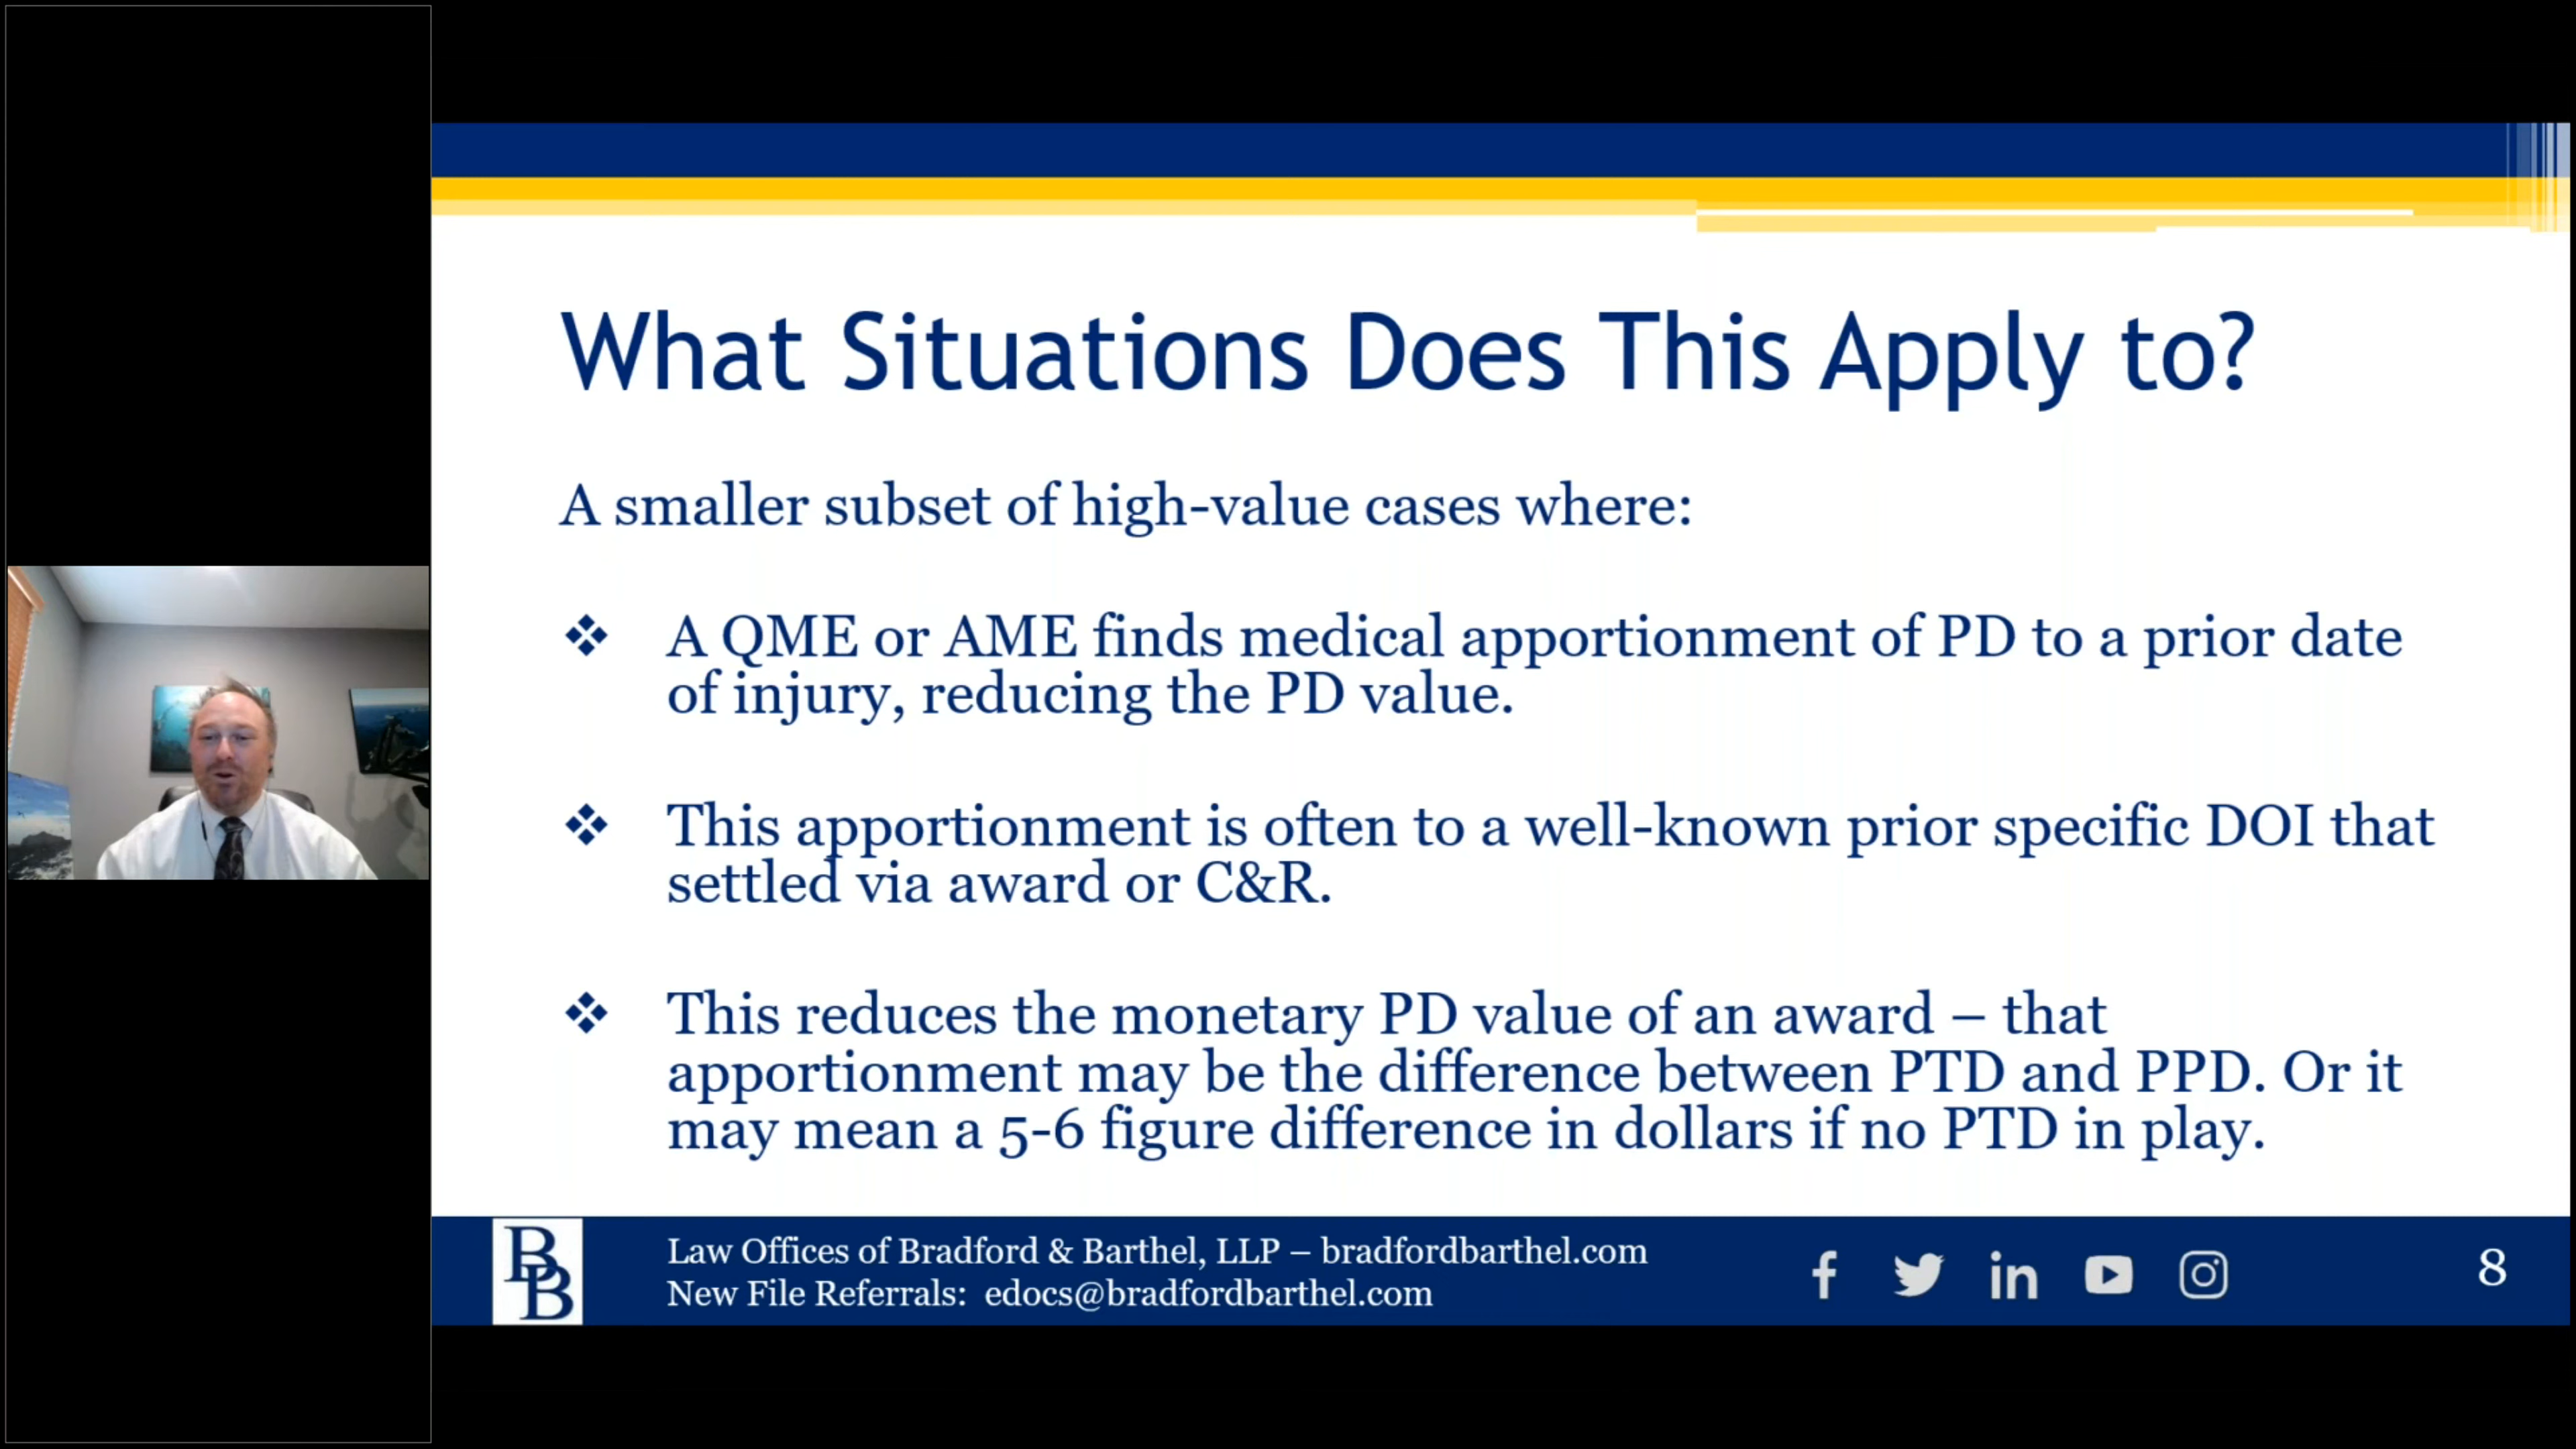 What Situations Does This Apply to?
A smaller subset of high-value cases where:
❖ A QME or AME finds medical apportionment of PD to a prior date
of injury, reducing the PD value.
❖ This apportionment is often to a well-known prior specific DOI that
settled via award or C&R.
❖ This reduces the monetary PD value of an award – that
apportionment may be the difference between PTD and PPD. Or it
may mean a 5-6 figure difference in dollars if no PTD in play.
BB
Law Offices of Bradford & Barthel, LLP – bradfordbarthel.com
New File Referrals: edocs@bradfordbarthel.com
8